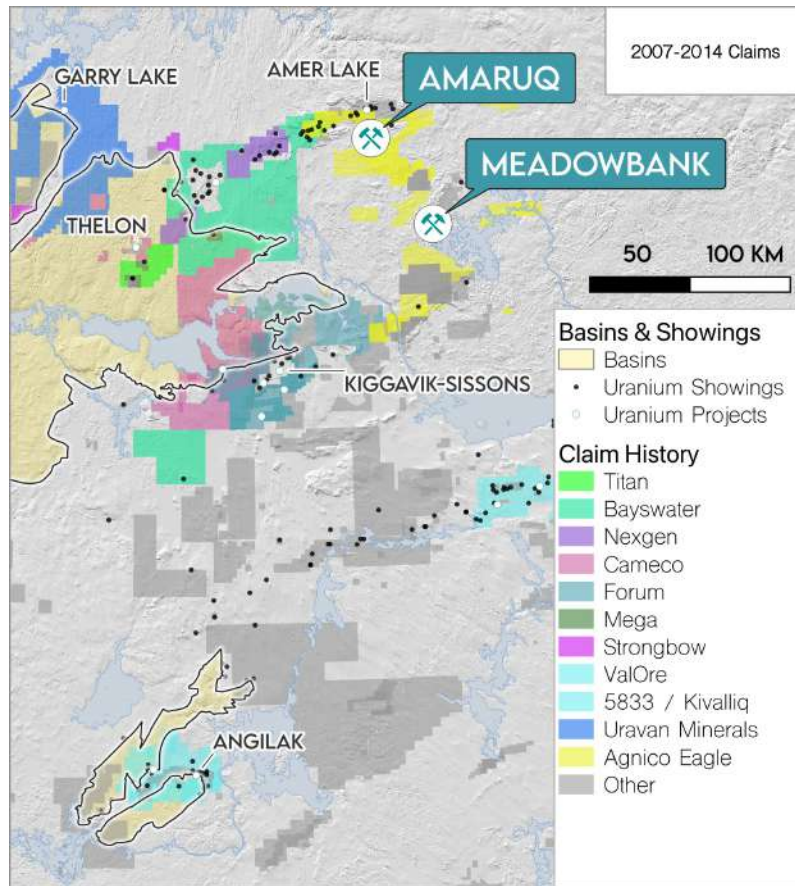 2007-2014 Claims
GARRY LAKE
AMER LAKE
AMARUQ
MEADOWBANK
THELON
50 100 KM
KIGGAVIK-SISSONS
ANGILAK
Basins & Showings
Basins
Uranium Showings
Uranium Projects
Claim History
Titan
Bayswater
Nexgen
Cameco
Forum
Mega
Strongbow
ValOre
5833 / Kivalliq
Uravan Minerals
Agnico Eagle
Other